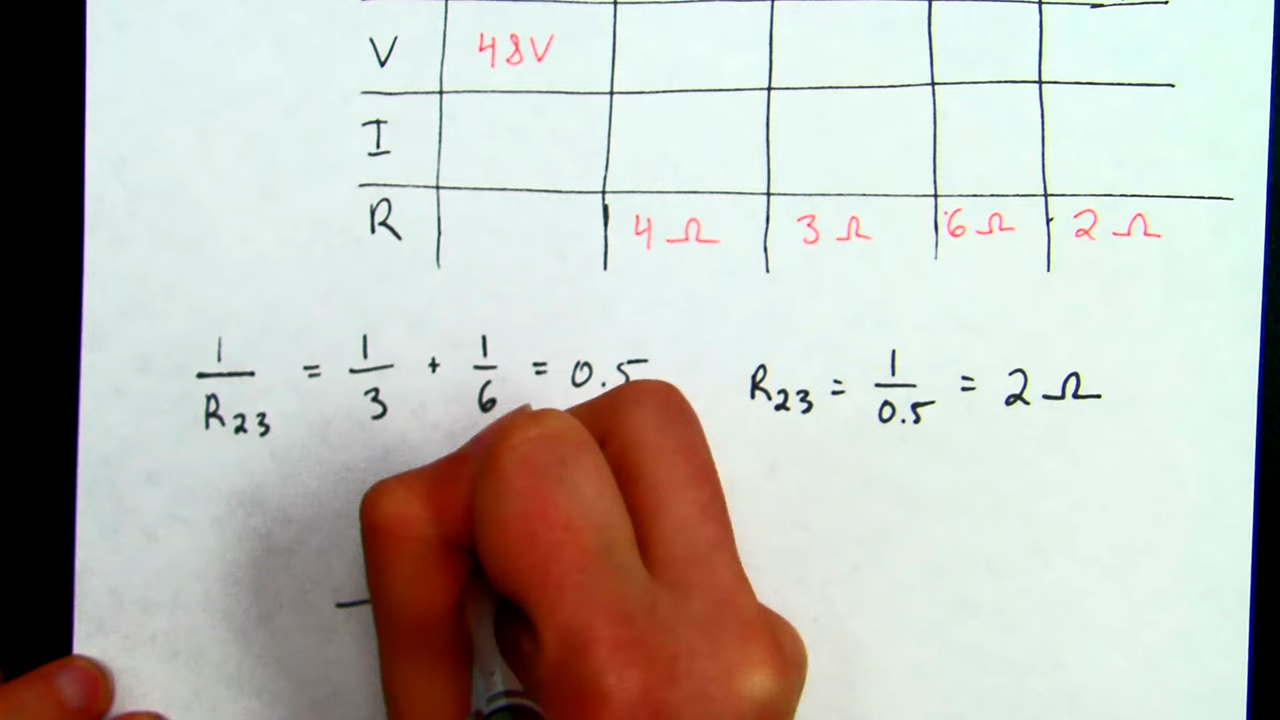 V 48V
I
R 4 Ω 3 Ω 6 Ω 2 Ω
1/R23 = 1/3 + 1/6 = 0.5 R23 = 1/0.5 = 2 Ω